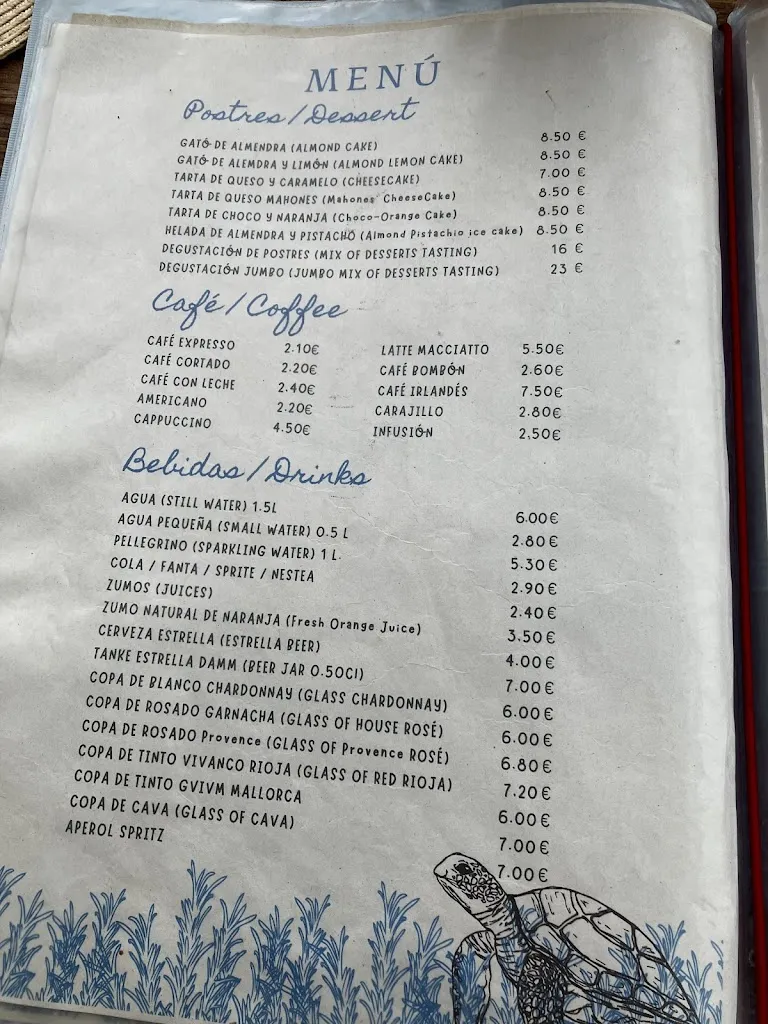 MENÚ
Postres / Dessert
GATÓ DE ALMENDRA (ALMOND CAKE) 8.50 €
GATÓ DE ALEMDRA Y LIMÓN (ALMOND LEMON CAKE) 8.50 €
TARTA DE QUESO Y CARAMELO (CHEESECAKE) 7.00 €
TARTA DE QUESO MAHONES (Mahones CheeseCake) 8.50 €
TARTA DE CHOCO Y NARANJA (Choco-Orange Cake) 8.50 €
HELADA DE ALMENDRA Y PISTACHO (Almond Pistachio ice cake) 8.50 €
DEGUSTACIÓN DE POSTRES (MIX OF DESSERTS TASTING) 16 €
DEGUSTACIÓN JUMBO (JUMBO MIX OF DESSERTS TASTING) 23 €
Café / Coffee
CAFÉ EXPRESSO 2.10€
CAFÉ CORTADO 2.20€
CAFÉ CON LECHE 2.40€
AMERICANO 2.20€
CAPPUCCINO 4.50€
LATTE MACCIATTO 5.50€
CAFÉ BOMBÓN 2.60€
CAFÉ IRLANDÉS 7.50€
CARAJILLO 2.80€
INFUSIÓN 2,50€
Bebidas / Drinks
AGUA (STILL WATER) 1.5L 6.00€
AGUA PEQUEÑA (SMALL WATER) 0.5 L 2.80€
PELLEGRINO (SPARKLING WATER) 1 L. 5.30€
COLA / FANTA / SPRITE / NESTEA 2.90€
ZUMOS (JUICES) 2.40€
ZUMO NATURAL DE NARANJA (Fresh Orange Juice) 3.50€
CERVEZA ESTRELLA (ESTRELLA BEER) 4.00€
TANKE ESTRELLA DAMM (BEER JAR 0.50Cl) 7.00€
COPA DE BLANCO CHARDONNAY (GLASS CHARDONNAY) 6.00€
COPA DE ROSADO GARNACHA (GLASS OF HOUSE ROSÉ) 6.00€
COPA DE ROSADO Provence (GLASS OF Provence ROSÉ) 6.80€
COPA DE TINTO VIVANCO RIOJA (GLASS OF RED RIOJA) 7.20€
COPA DE TINTO GVIVM MALLORCA 6.00€
COPA DE CAVA (GLASS OF CAVA) 7.00€
APEROL SPRITZ 7.00€